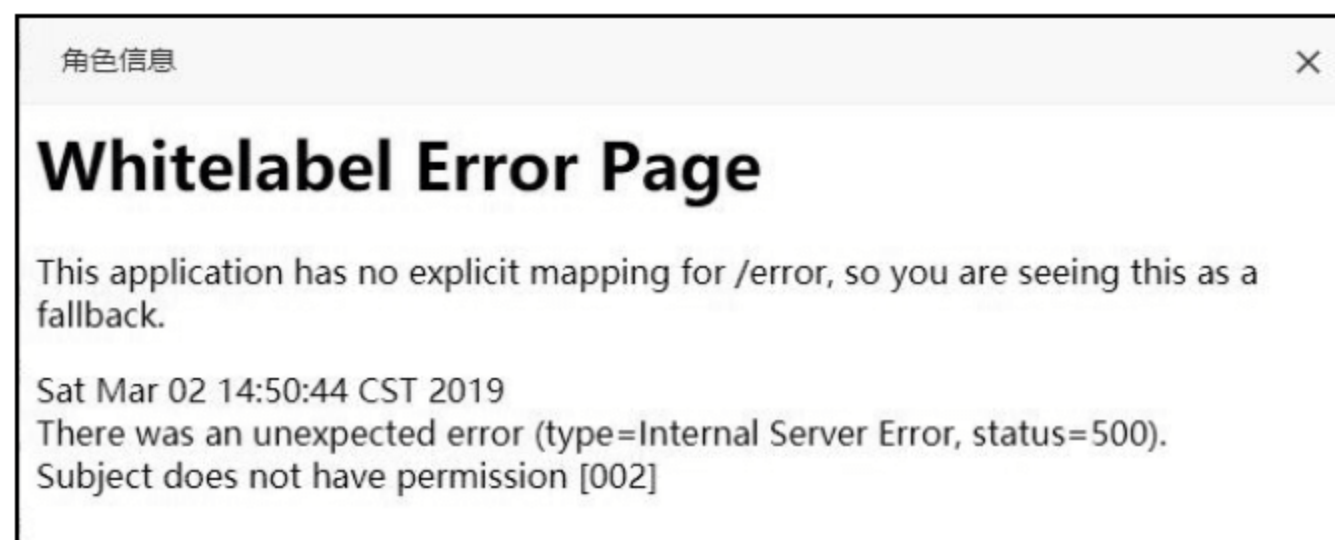 角色信息
Whitelabel Error Page
This application has no explicit mapping for /error, so you are seeing this as a
fallback.
Sat Mar 02 14:50:44 CST 2019
There was an unexpected error (type=Internal Server Error, status=500).
Subject does not have permission [002]